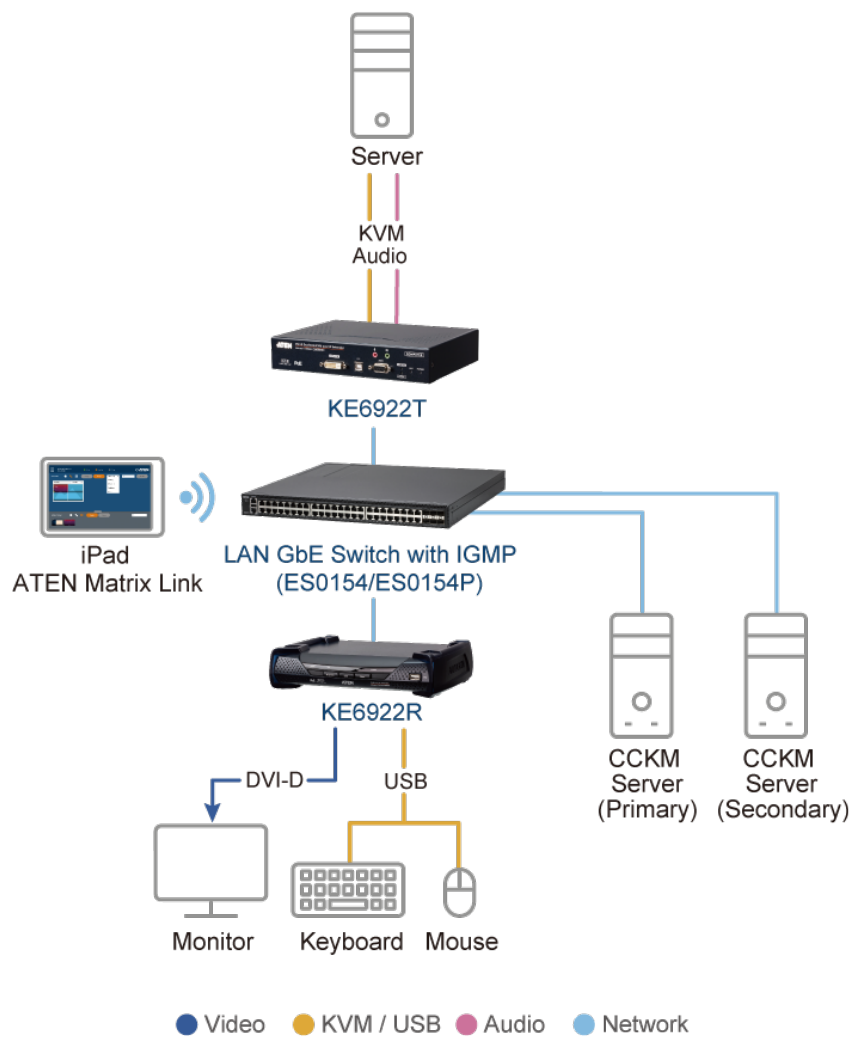 Server
KVM
Audio
ATEN
KE6922T
iPad
ATEN Matrix Link
LAN GbE Switch with IGMP
(ES0154/ES0154P)
KE6922R
DVI-D
USB
CCKM
Server
(Primary)
CCKM
Server
(Secondary)
Monitor
Keyboard
Mouse
Video
KVM / USB
Audio
Network